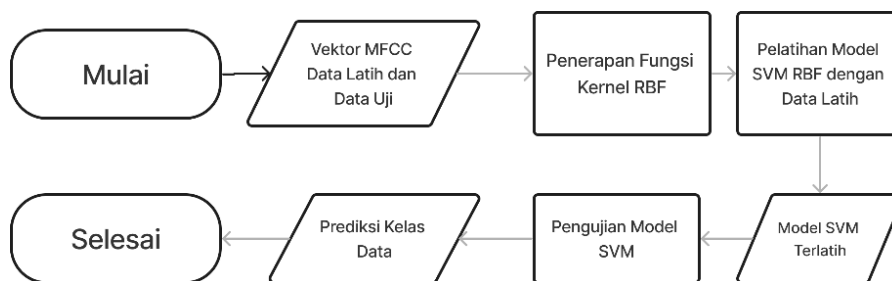 Mulai
Vektor MFCC
Data Latih dan
Data Uji
Penerapan Fungsi
Kernel RBF
Pelatihan Model
SVM RBF dengan
Data Latih
Model SVM
Terlatih
Pengujian Model
SVM
Prediksi Kelas
Data
Selesai